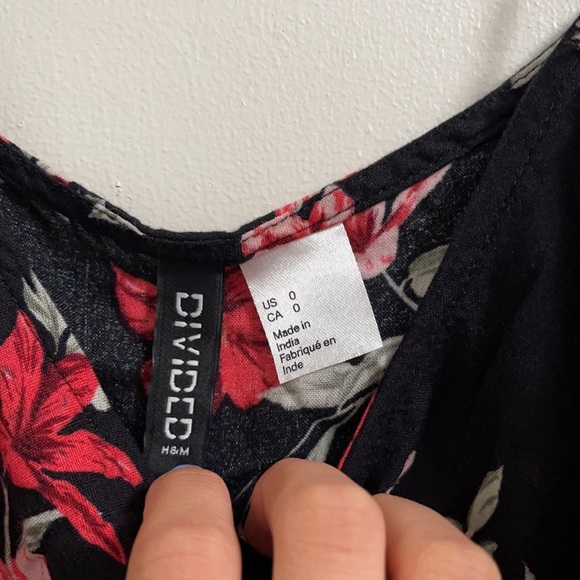 DIVIDED
H&M
US 0
CA 0
Made in
India
Fabriqué en
Inde